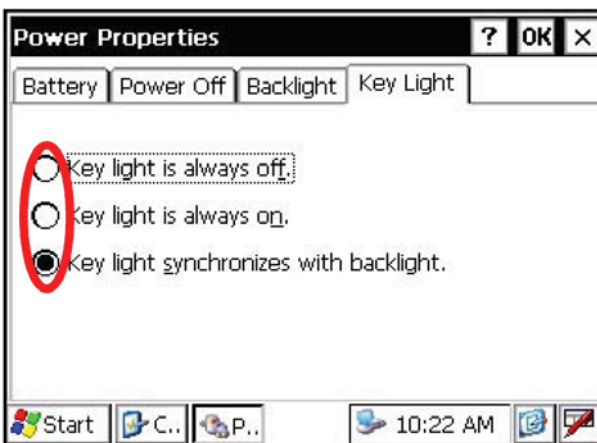 Power Properties ? OK ×
Battery Power Off Backlight Key Light
Key light is always off.
Key light is always on.
Key light synchronizes with backlight.
Start C.. P.. 10:22 AM